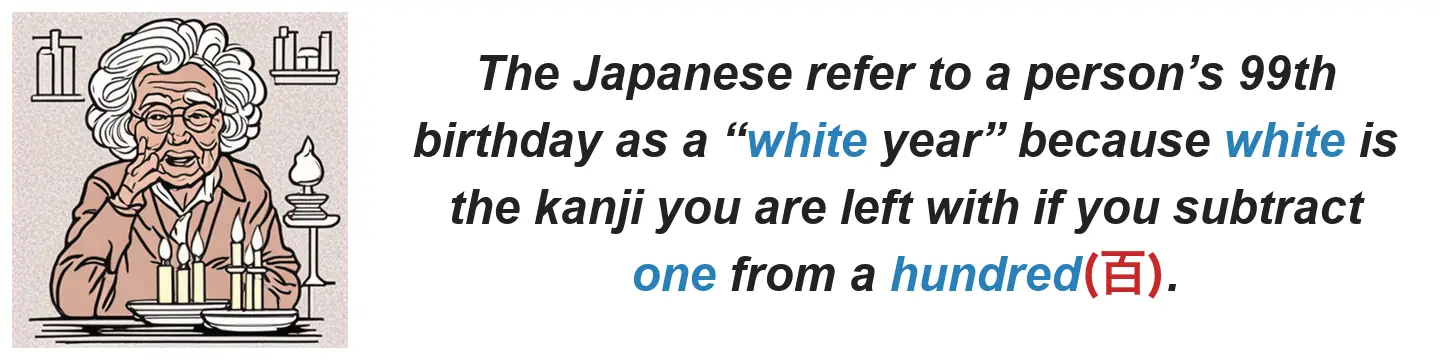 The Japanese refer to a person’s 99th
birthday as a “white year” because white is
the kanji you are left with if you subtract
one from a hundred(百).